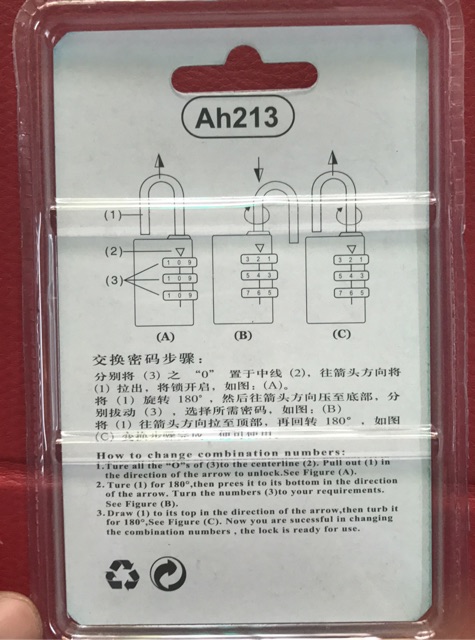 Ah213
(1)
(2)
(3)
1 0 9
1 0 9
1 0 9
3 2 1
5 4 3
7 6 5
3 2 1
5 4 3
7 6 5
(A) (B) (C)
交换密码步骤：
分别将 (3) 之 “0” 置于中线 (2)，往箭头方向将
(1) 拉出，将锁开启，如图：(A)。
将 (1) 旋转 180°，然后往箭头方向压至底部，分
别拔动 (3)，选择所需密码，如图：(B)
将 (1) 往箭头方向拉至顶部，再回转 180°，如图
(C) 交换步骤完成
How to change combination numbers:
1.Ture all the "O"s of (3)to the centerline (2). Pull out (1) in
the direction of the arrow to unlock.See Figure (A).
2. Ture (1) for 180°,then prees it to its bottom in the direction
of the arrow. Turn the numbers (3)to your requirements.
See Figure (B).
3. Draw (1) to its top in the direction of the arrow,then turb it
for 180°,See Figure (C). Now you are sucessful in changing
the combination numbers , the lock is ready for use.